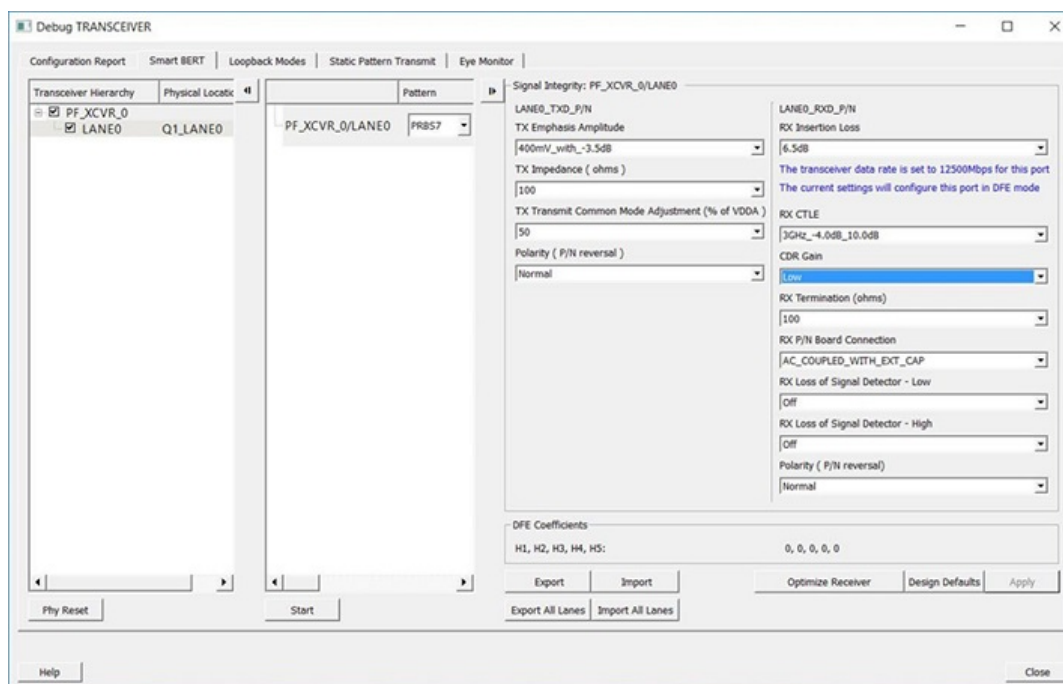 Debug TRANSCEIVER
Configuration Report
Smart BERT
Loopback Modes
Static Pattern Transmit
Eye Monitor
Transceiver Hierarchy
Physical Locatic
PF_XCVR_0
LANE0
Q1_LANE0
Phy Reset
Pattern
PF_XCVR_0/LANE0
PRBS7
Start
Signal Integrity: PF_XCVR_0/LANE0
LANE0_TXD_P/N
TX Emphasis Amplitude
400mV_with_-3.5dB
TX Impedance ( ohms )
100
TX Transmit Common Mode Adjustment (% of VDDA )
50
Polarity ( P/N reversal )
Normal
LANE0_RXD_P/N
RX Insertion Loss
6.5dB
The transceiver data rate is set to 12500Mbps for this port
The current settings will configure this port in DFE mode
RX CTLE
3GHz_-4.0dB_10.0dB
CDR Gain
Low
RX Termination (ohms)
100
RX P/N Board Connection
AC_COUPLED_WITH_EXT_CAP
RX Loss of Signal Detector - Low
Off
RX Loss of Signal Detector - High
Off
Polarity ( P/N reversal)
Normal
DFE Coefficients
H1, H2, H3, H4, H5:
0, 0, 0, 0, 0
Export
Import
Optimize Receiver
Design Defaults
Apply
Export All Lanes
Import All Lanes
Help
Close